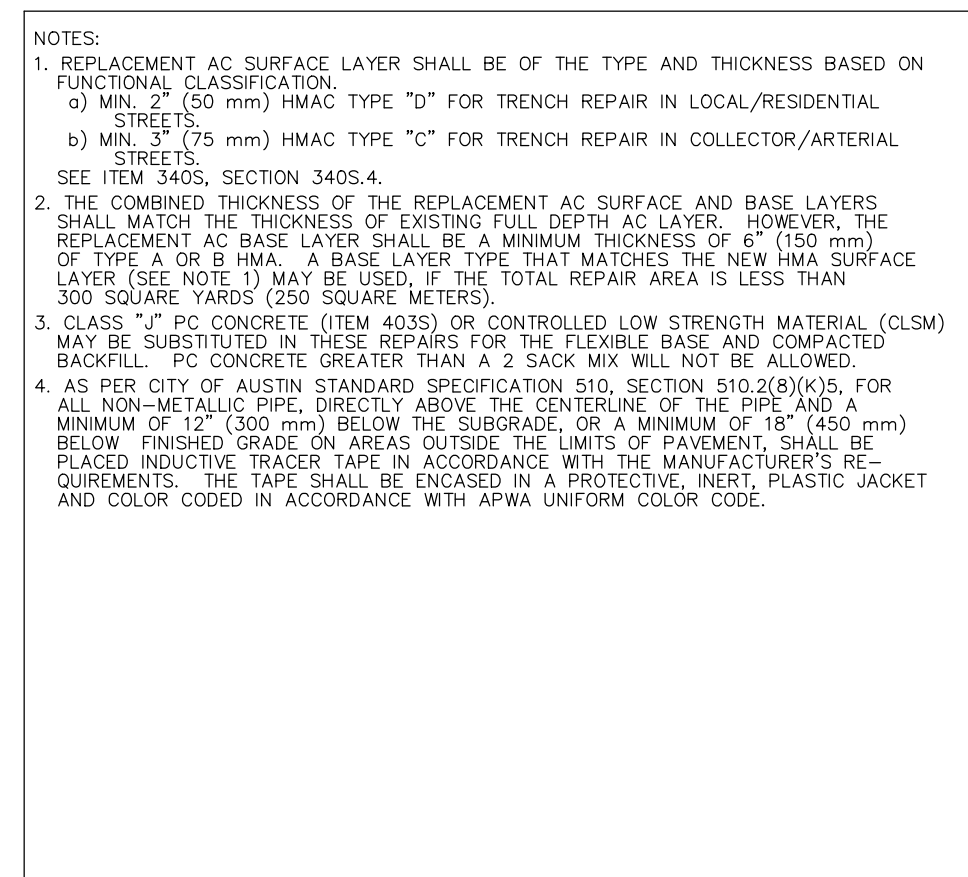 NOTES:
1. REPLACEMENT AC SURFACE LAYER SHALL BE OF THE TYPE AND THICKNESS BASED ON
FUNCTIONAL CLASSIFICATION.
a) MIN. 2" (50 mm) HMAC TYPE "D" FOR TRENCH REPAIR IN LOCAL/RESIDENTIAL
STREETS.
b) MIN. 3" (75 mm) HMAC TYPE "C" FOR TRENCH REPAIR IN COLLECTOR/ARTERIAL
STREETS.
SEE ITEM 340S, SECTION 340S.4.
2. THE COMBINED THICKNESS OF THE REPLACEMENT AC SURFACE AND BASE LAYERS
SHALL MATCH THE THICKNESS OF EXISTING FULL DEPTH AC LAYER. HOWEVER, THE
REPLACEMENT AC BASE LAYER SHALL BE A MINIMUM THICKNESS OF 6" (150 mm)
OF TYPE A OR B HMA. A BASE LAYER TYPE THAT MATCHES THE NEW HMA SURFACE
LAYER (SEE NOTE 1) MAY BE USED, IF THE TOTAL REPAIR AREA IS LESS THAN
300 SQUARE YARDS (250 SQUARE METERS).
3. CLASS "J" PC CONCRETE (ITEM 403S) OR CONTROLLED LOW STRENGTH MATERIAL (CLSM)
MAY BE SUBSTITUTED IN THESE REPAIRS FOR THE FLEXIBLE BASE AND COMPACTED
BACKFILL. PC CONCRETE GREATER THAN A 2 SACK MIX WILL NOT BE ALLOWED.
4. AS PER CITY OF AUSTIN STANDARD SPECIFICATION 510, SECTION 510.2(8)(K)5, FOR
ALL NON-METALLIC PIPE, DIRECTLY ABOVE THE CENTERLINE OF THE PIPE AND A
MINIMUM OF 12" (300 mm) BELOW THE SUBGRADE, OR A MINIMUM OF 18" (450 mm)
BELOW FINISHED GRADE ON AREAS OUTSIDE THE LIMITS OF PAVEMENT, SHALL BE
PLACED INDUCTIVE TRACER TAPE IN ACCORDANCE WITH THE MANUFACTURER'S RE-
QUIREMENTS. THE TAPE SHALL BE ENCASED IN A PROTECTIVE, INERT, PLASTIC JACKET
AND COLOR CODED IN ACCORDANCE WITH APWA UNIFORM COLOR CODE.